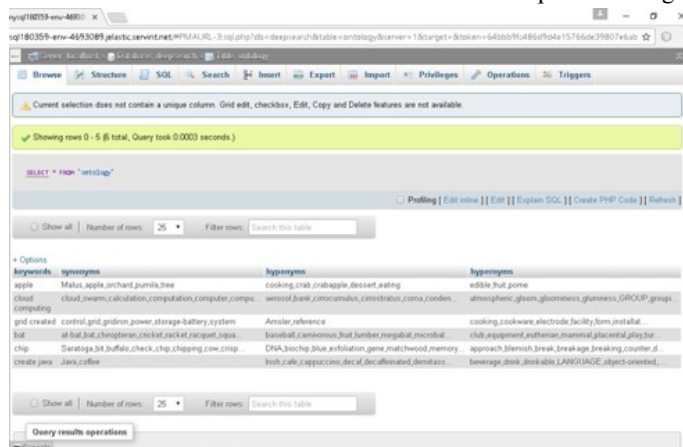 mysql180359-env-4693
sql180359-env-4693089.jelastic.servint.net/#PMAURL-3:sql.php?db=deepsearch&table=ontology&server=1&target=&token=
Server: localhost » Database: deepsearch » Table: ontology
Browse Structure SQL Search Insert Export Import Privileges Operations Triggers
Current selection does not contain a unique column. Grid edit, checkbox, Edit, Copy and Delete features are not available.
Showing rows 0 - 5 (6 total, Query took 0.0003 seconds.)
SELECT * FROM `ontology`
Profiling [ Edit inline ] [ Edit ] [ Explain SQL ] [ Create PHP Code ] [ Refresh ]
Show all | Number of rows: 25 Filter rows: Search this table
+ Options
keywords synonyms hyponyms hypernyms
apple Malus,apple,orchard,pumila,tree cooking,crab,crabapple,dessert,eating edible,fruit,pome
cloud computing cloud,swarm,calculation,computation,computer,compu... aerosol,bank,cirrocumulus,cirrostratus,coma,conden... atmospheric,gloom,gloominess,glumness,GROUP,groupi...
grid created control,grid,gridiron,power,storage-battery,system Amsler,reference cooking,cookware,electrode,facility,form,installat...
bat at-bat,bat,chiropteran,cricket,racket,racquet,squa... baseball,carnivorous,fruit,lumber,megabat,microbat... club,equipment,eutherian,mammal,placental,play,tur...
chip Saratoga,bit,buffalo,check,chip,chipping,cow,crisp... DNA,biochip,blue,exfoliation,gene,matchwood,memory... approach,blemish,break,breakage,breaking,counter,d...
create java Java,coffee Irish,cafe,cappuccino,decaf,decaffeinated,demitass... beverage,drink,drinkable,LANGUAGE,object-oriented,...
Show all | Number of rows: 25 Filter rows: Search this table
Query results operations